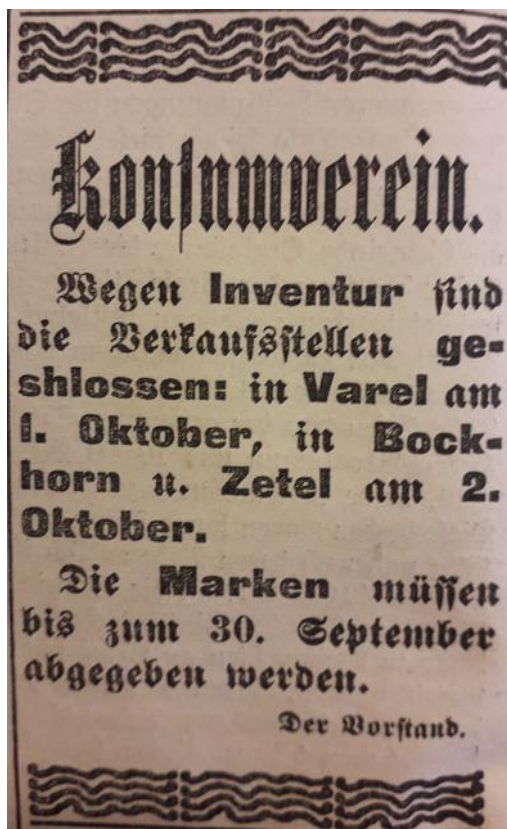 Konsumverein.
Wegen Inventur sind
die Verkaufsstellen ge-
shlossen: in Varel am
1. Oktober, in Bock-
horn u. Zetel am 2.
Oktober.
Die Marken müssen
bis zum 30. September
abgegeben werden.
Der Vorstand.